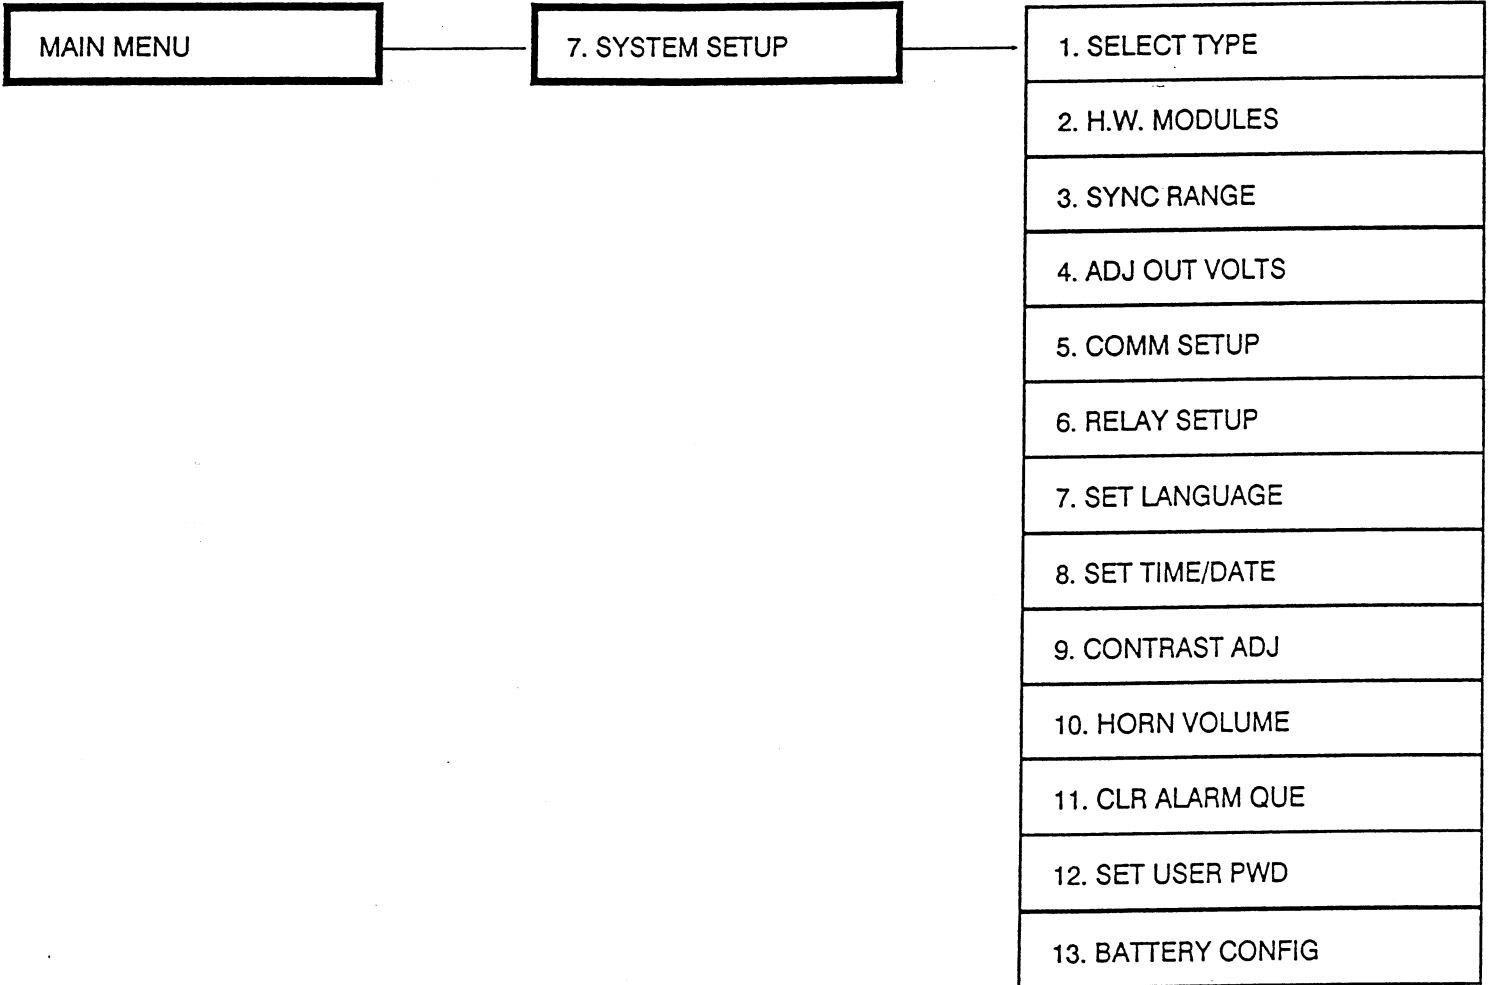 MAIN MENU
7. SYSTEM SETUP
1. SELECT TYPE
2. H.W. MODULES
3. SYNC RANGE
4. ADJ OUT VOLTS
5. COMM SETUP
6. RELAY SETUP
7. SET LANGUAGE
8. SET TIME/DATE
9. CONTRAST ADJ
10. HORN VOLUME
11. CLR ALARM QUE
12. SET USER PWD
13. BATTERY CONFIG